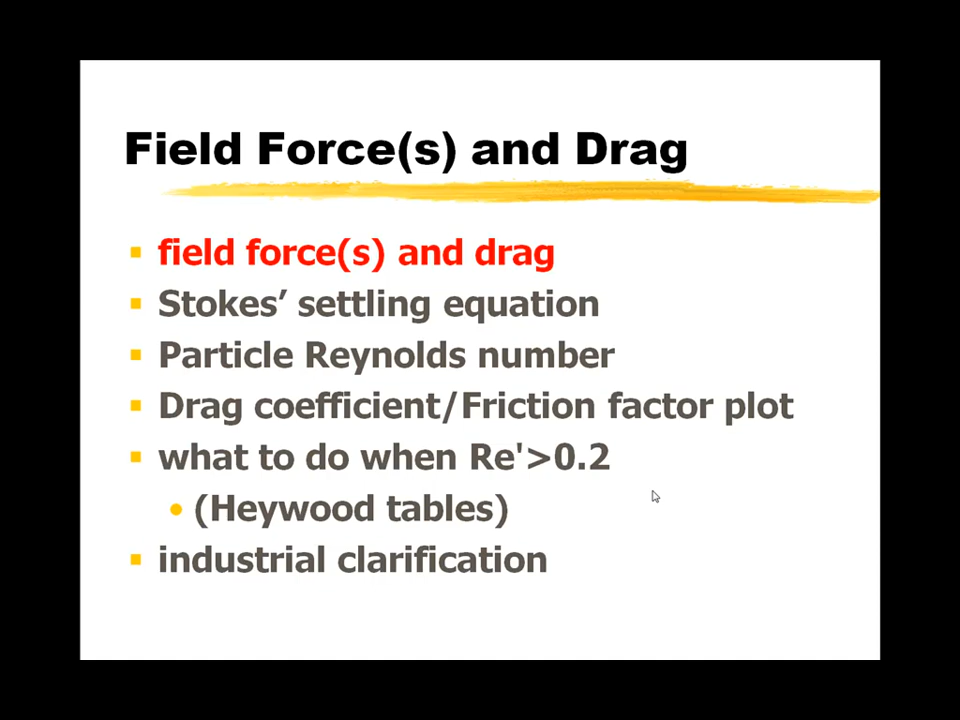 Field Force(s) and Drag
field force(s) and drag
Stokes’ settling equation
Particle Reynolds number
Drag coefficient/Friction factor plot
what to do when Re'>0.2
(Heywood tables)
industrial clarification